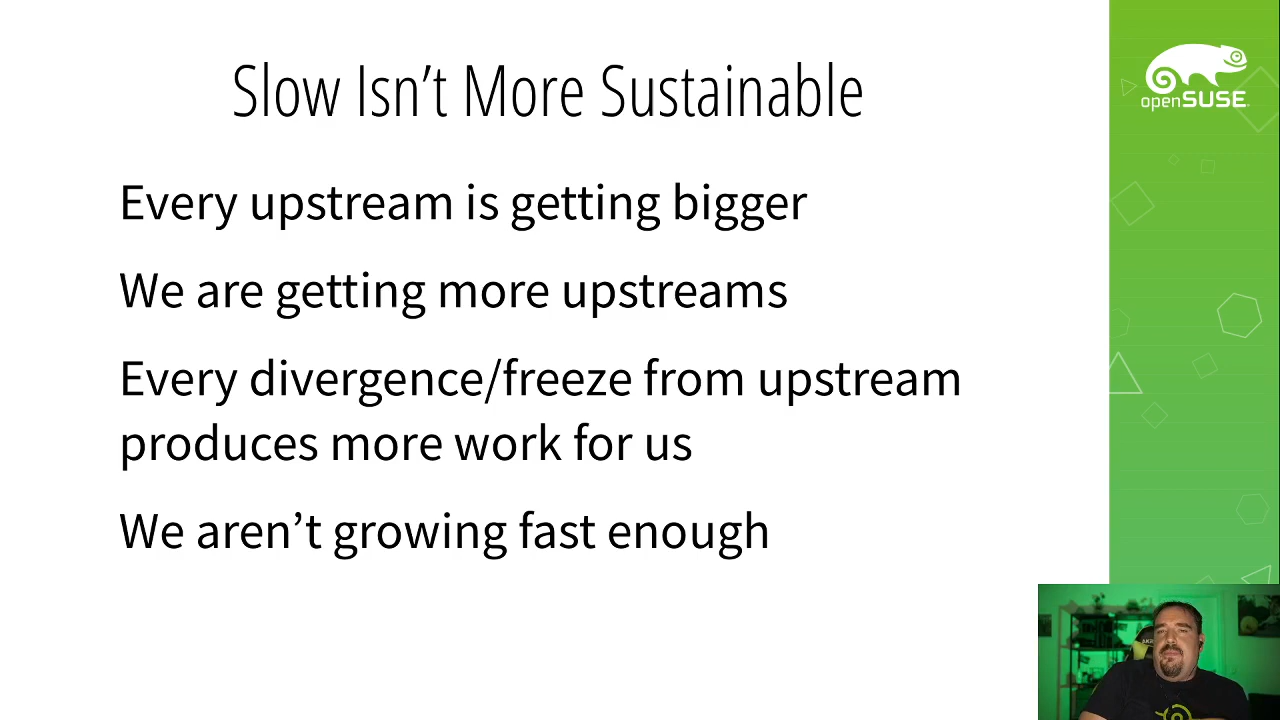 Slow Isn’t More Sustainable
openSUSE
Every upstream is getting bigger
We are getting more upstreams
Every divergence/freeze from upstream
produces more work for us
We aren’t growing fast enough